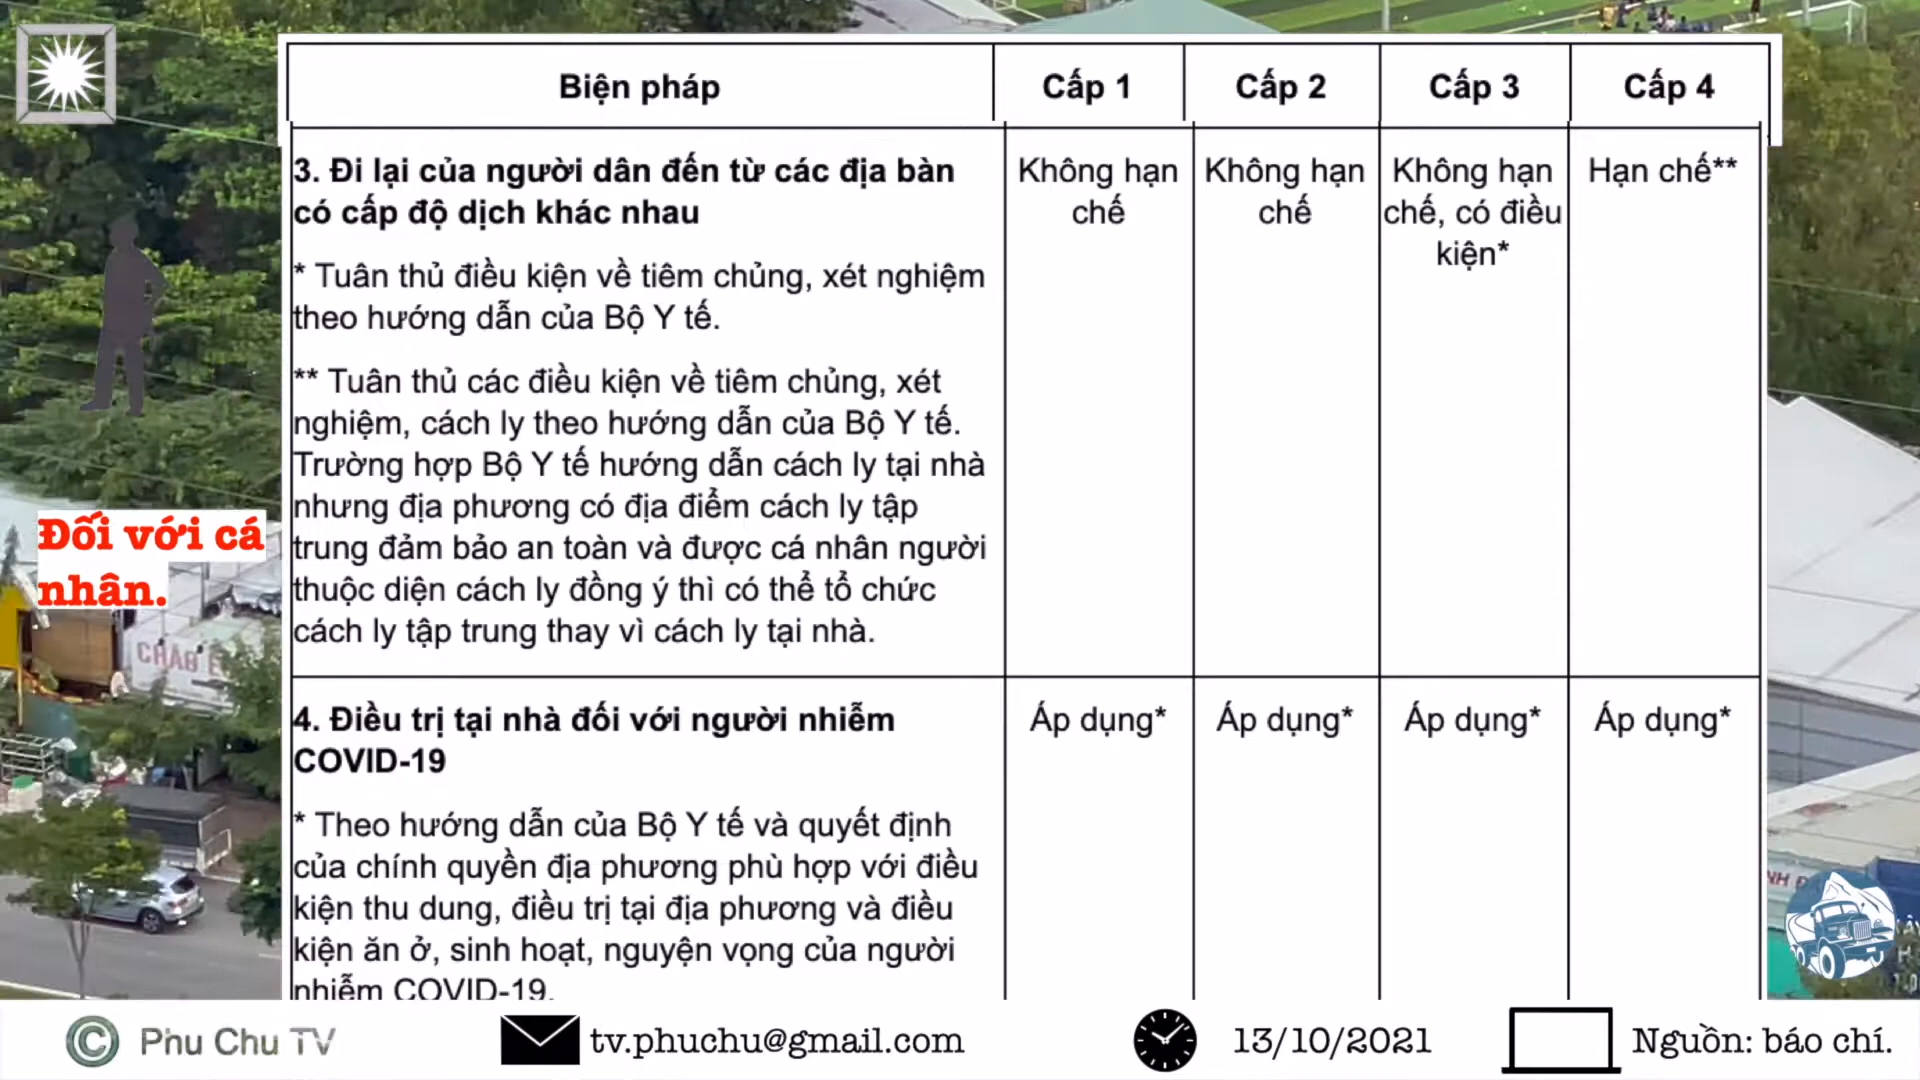 Biện pháp
Cấp 1
Cấp 2
Cấp 3
Cấp 4
3. Đi lại của người dân đến từ các địa bàn
có cấp độ dịch khác nhau
* Tuân thủ điều kiện về tiêm chủng, xét nghiệm
theo hướng dẫn của Bộ Y tế.
** Tuân thủ các điều kiện về tiêm chủng, xét
nghiệm, cách ly theo hướng dẫn của Bộ Y tế.
Trường hợp Bộ Y tế hướng dẫn cách ly tại nhà
nhưng địa phương có địa điểm cách ly tập
trung đảm bảo an toàn và được cá nhân người
thuộc diện cách ly đồng ý thì có thể tổ chức
cách ly tập trung thay vì cách ly tại nhà.
Không hạn
chế
Không hạn
chế
Không hạn
chế, có điều
kiện*
Hạn chế**
4. Điều trị tại nhà đối với người nhiễm
COVID-19
* Theo hướng dẫn của Bộ Y tế và quyết định
của chính quyền địa phương phù hợp với điều
kiện thu dung, điều trị tại địa phương và điều
kiện ăn ở, sinh hoạt, nguyện vọng của người
nhiễm COVID-19.
Áp dụng*
Áp dụng*
Áp dụng*
Áp dụng*
Đối với cá
nhân.
CHÁO
© Phu Chu TV
tv.phuchu@gmail.com
13/10/2021
Nguồn: báo chí.